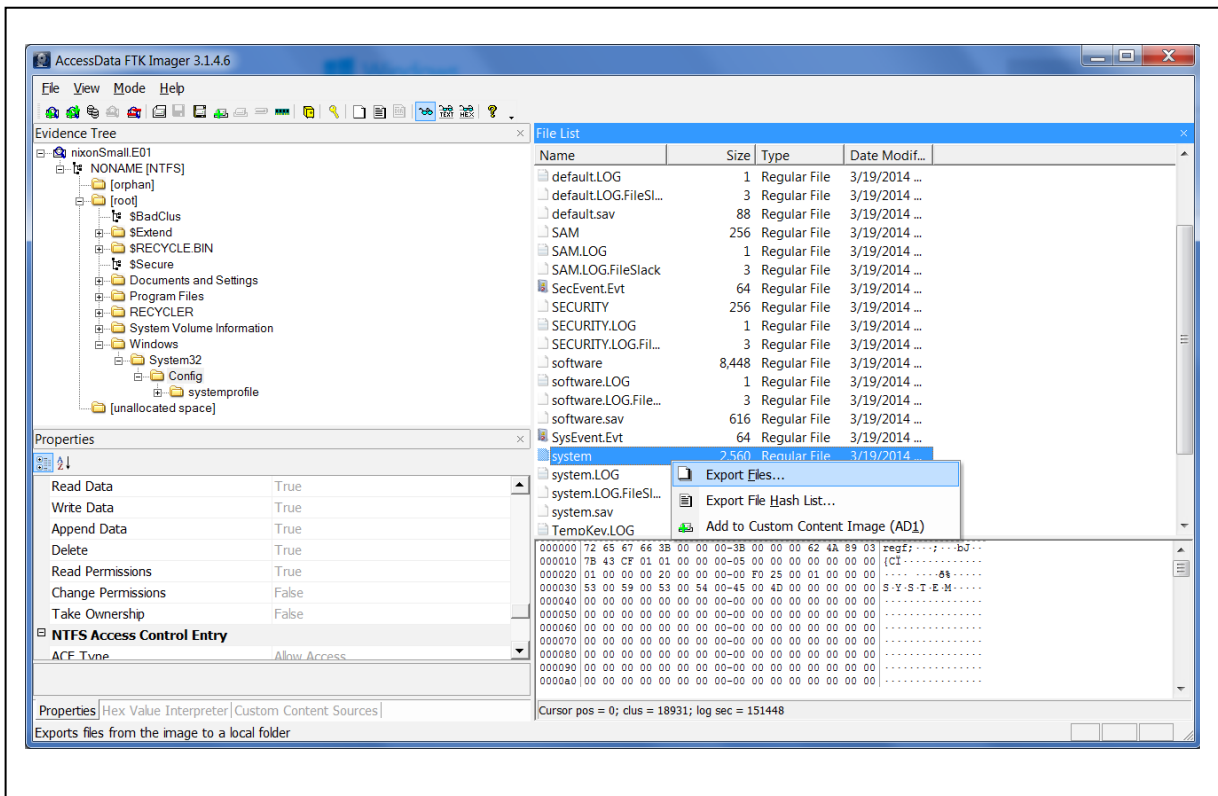 AccessData FTK Imager 3.1.4.6
File View Mode Help
Evidence Tree
nixonSmall.E01
NONAME [NTFS]
[orphan]
[root]
$BadClus
$Extend
$RECYCLE.BIN
$Secure
Documents and Settings
Program Files
RECYCLER
System Volume Information
Windows
System32
Config
systemprofile
[unallocated space]
File List
Name Size Type Date Modif...
default.LOG 1 Regular File 3/19/2014 ...
default.LOG.FileSl... 3 Regular File 3/19/2014 ...
default.sav 88 Regular File 3/19/2014 ...
SAM 256 Regular File 3/19/2014 ...
SAM.LOG 1 Regular File 3/19/2014 ...
SAM.LOG.FileSlack 3 Regular File 3/19/2014 ...
SecEvent.Evt 64 Regular File 3/19/2014 ...
SECURITY 256 Regular File 3/19/2014 ...
SECURITY.LOG 1 Regular File 3/19/2014 ...
SECURITY.LOG.Fil... 3 Regular File 3/19/2014 ...
software 8,448 Regular File 3/19/2014 ...
software.LOG 1 Regular File 3/19/2014 ...
software.LOG.File... 3 Regular File 3/19/2014 ...
software.sav 616 Regular File 3/19/2014 ...
SysEvent.Evt 64 Regular File 3/19/2014 ...
system 2,560 Regular File 3/19/2014 ...
system.LOG
system.LOG.FileSl...
system.sav
TempKey.LOG
Export Files...
Export File Hash List...
Add to Custom Content Image (AD1)
Properties
Read Data True
Write Data True
Append Data True
Delete True
Read Permissions True
Change Permissions False
Take Ownership False
NTFS Access Control Entry
ACE Type Allow Access
000000 72 65 67 66 3B 00 00 00-3B 00 00 00 62 4A 89 03 regf;···;···bJ··
000010 7B 43 CF 01 01 00 00 00-05 00 00 00 00 00 00 00 {CÏ·············
000020 01 00 00 00 20 00 00 00-00 F0 25 00 01 00 00 00 ···· ····ð%·····
000030 53 00 59 00 53 00 54 00-45 00 4D 00 00 00 00 00 S·Y·S·T·E·M·····
000040 00 00 00 00 00 00 00 00-00 00 00 00 00 00 00 00 ················
000050 00 00 00 00 00 00 00 00-00 00 00 00 00 00 00 00 ················
000060 00 00 00 00 00 00 00 00-00 00 00 00 00 00 00 00 ················
000070 00 00 00 00 00 00 00 00-00 00 00 00 00 00 00 00 ················
000080 00 00 00 00 00 00 00 00-00 00 00 00 00 00 00 00 ················
000090 00 00 00 00 00 00 00 00-00 00 00 00 00 00 00 00 ················
0000a0 00 00 00 00 00 00 00 00-00 00 00 00 00 00 00 00 ················
Properties Hex Value Interpreter Custom Content Sources
Cursor pos = 0; clus = 18931; log sec = 151448
Exports files from the image to a local folder